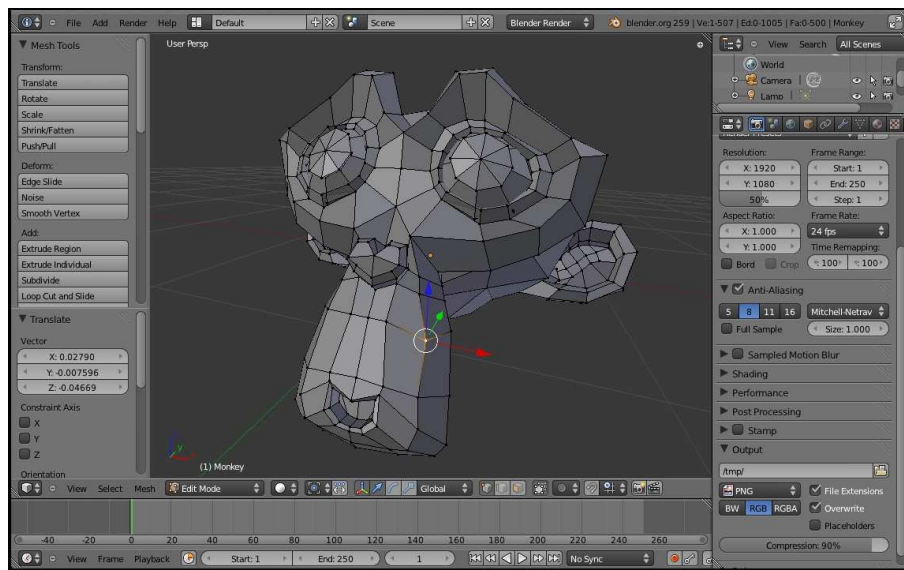 File Add Render Help Default Scene Blender Render blender.org 259 | Ve:1-507 | Ed:0-1005 | Fa:0-500 | Monkey
Mesh Tools
Transform:
Translate
Rotate
Scale
Shrink/Fatten
Push/Pull
Deform:
Edge Slide
Noise
Smooth Vertex
Add:
Extrude Region
Extrude Individual
Subdivide
Loop Cut and Slide
Translate
Vector
X: 0.02790
Y: -0.007596
Z: -0.04669
Constraint Axis
X
Y
Z
Orientation
User Persp
y
(1) Monkey
View Select Mesh Edit Mode Global
-40 -20 0 20 40 60 80 100 120 140 160 180 200 220 240 260
View Frame Playback Start: 1 End: 250 1 No Sync
View Search All Scenes
World
Camera
Lamp
Resolution: Frame Range:
X: 1920 Start: 1
Y: 1080 End: 250
50% Step: 1
Aspect Ratio: Frame Rate:
X: 1.000 24 fps
Y: 1.000 Time Remapping:
Bord Crop 100 100
Anti-Aliasing
5 8 11 16 Mitchell-Netrav
Full Sample Size: 1.000
Sampled Motion Blur
Shading
Performance
Post Processing
Stamp
Output
/tmp/
PNG File Extensions
BW RGB RGBA Overwrite
Placeholders
Compression: 90%